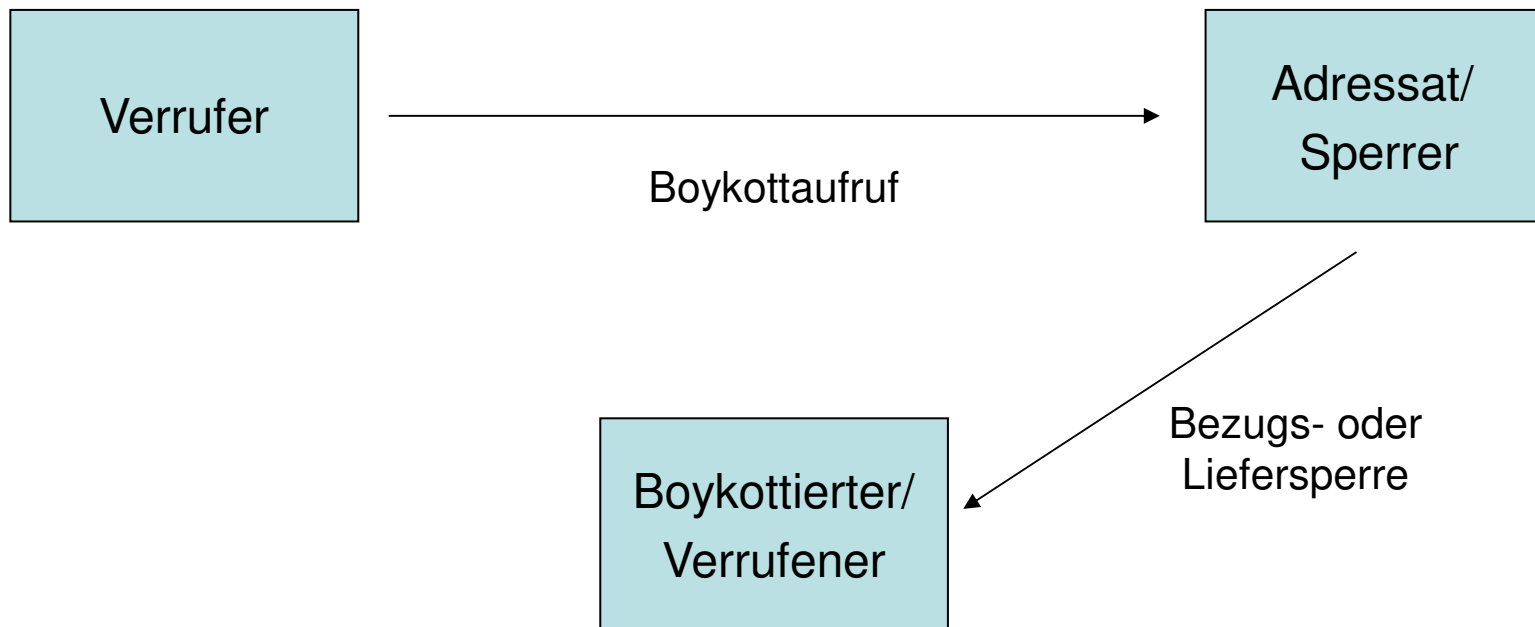 Verrufer
Boykottaufruf
Adressat/
Sperrer
Bezugs- oder
Liefersperre
Boykottierter/
Verrufener